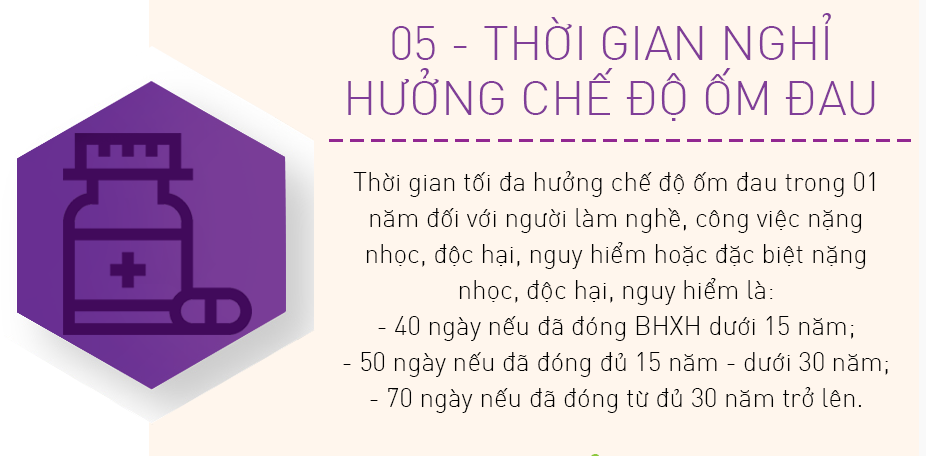 05 - THỜI GIAN NGHỈ
HƯỞNG CHẾ ĐỘ ỐM ĐAU
Thời gian tối đa hưởng chế độ ốm đau trong 01
năm đối với người làm nghề, công việc nặng
nhọc, độc hại, nguy hiểm hoặc đặc biệt nặng
nhọc, độc hại, nguy hiểm là:
- 40 ngày nếu đã đóng BHXH dưới 15 năm;
- 50 ngày nếu đã đóng đủ 15 năm - dưới 30 năm;
- 70 ngày nếu đã đóng từ đủ 30 năm trở lên.